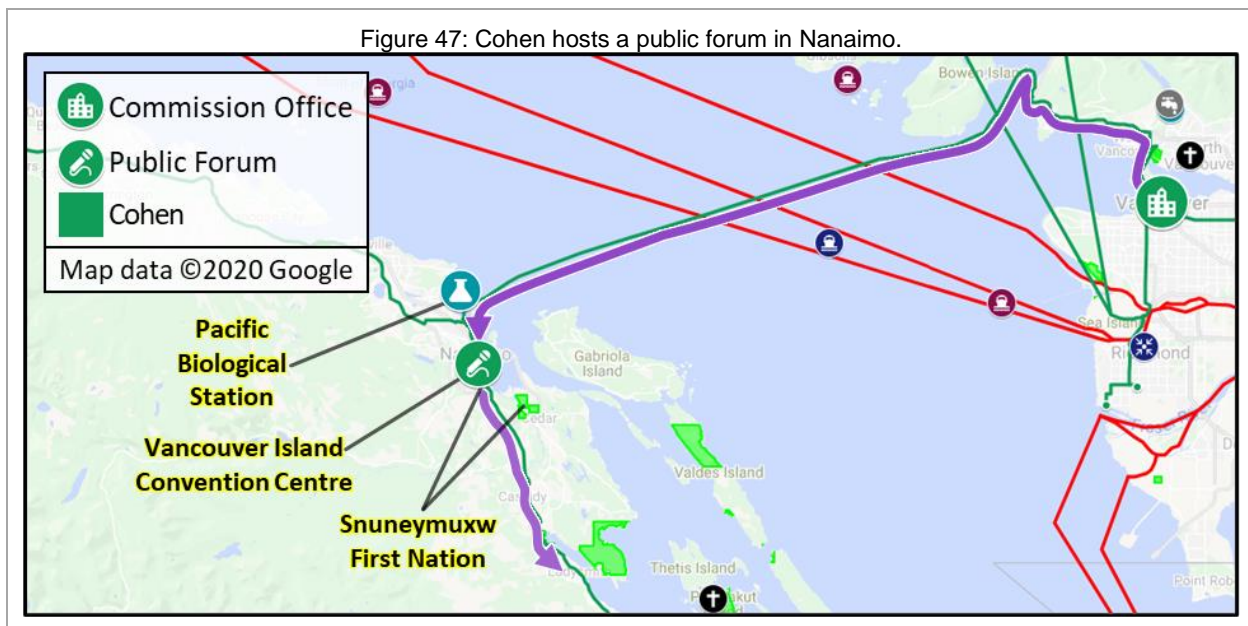 Figure 47: Cohen hosts a public forum in Nanaimo.
Commission Office
Public Forum
Cohen
Map data ©2020 Google
Bowen Island
Sea Island
Richmond
Pacific
Biological
Station
Gabriola
Island
Cedar
Vancouver Island
Convention Centre
Valdes Island
Cassidy
Snuneymuxw
First Nation
Thetis Island